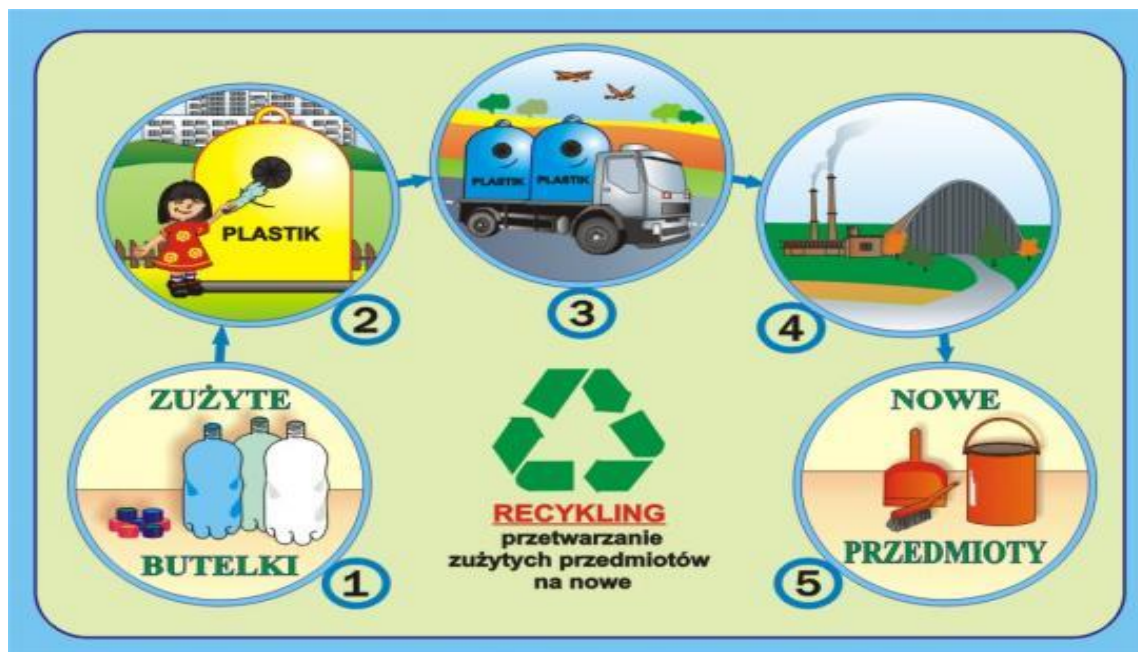 ZUŻYTE
BUTELKI
1
PLASTIK
2
PLASTIK PLASTIK
3
4
NOWE
PRZEDMIOTY
5
RECYKLING
przetwarzanie
zużytych przedmiotów
na nowe